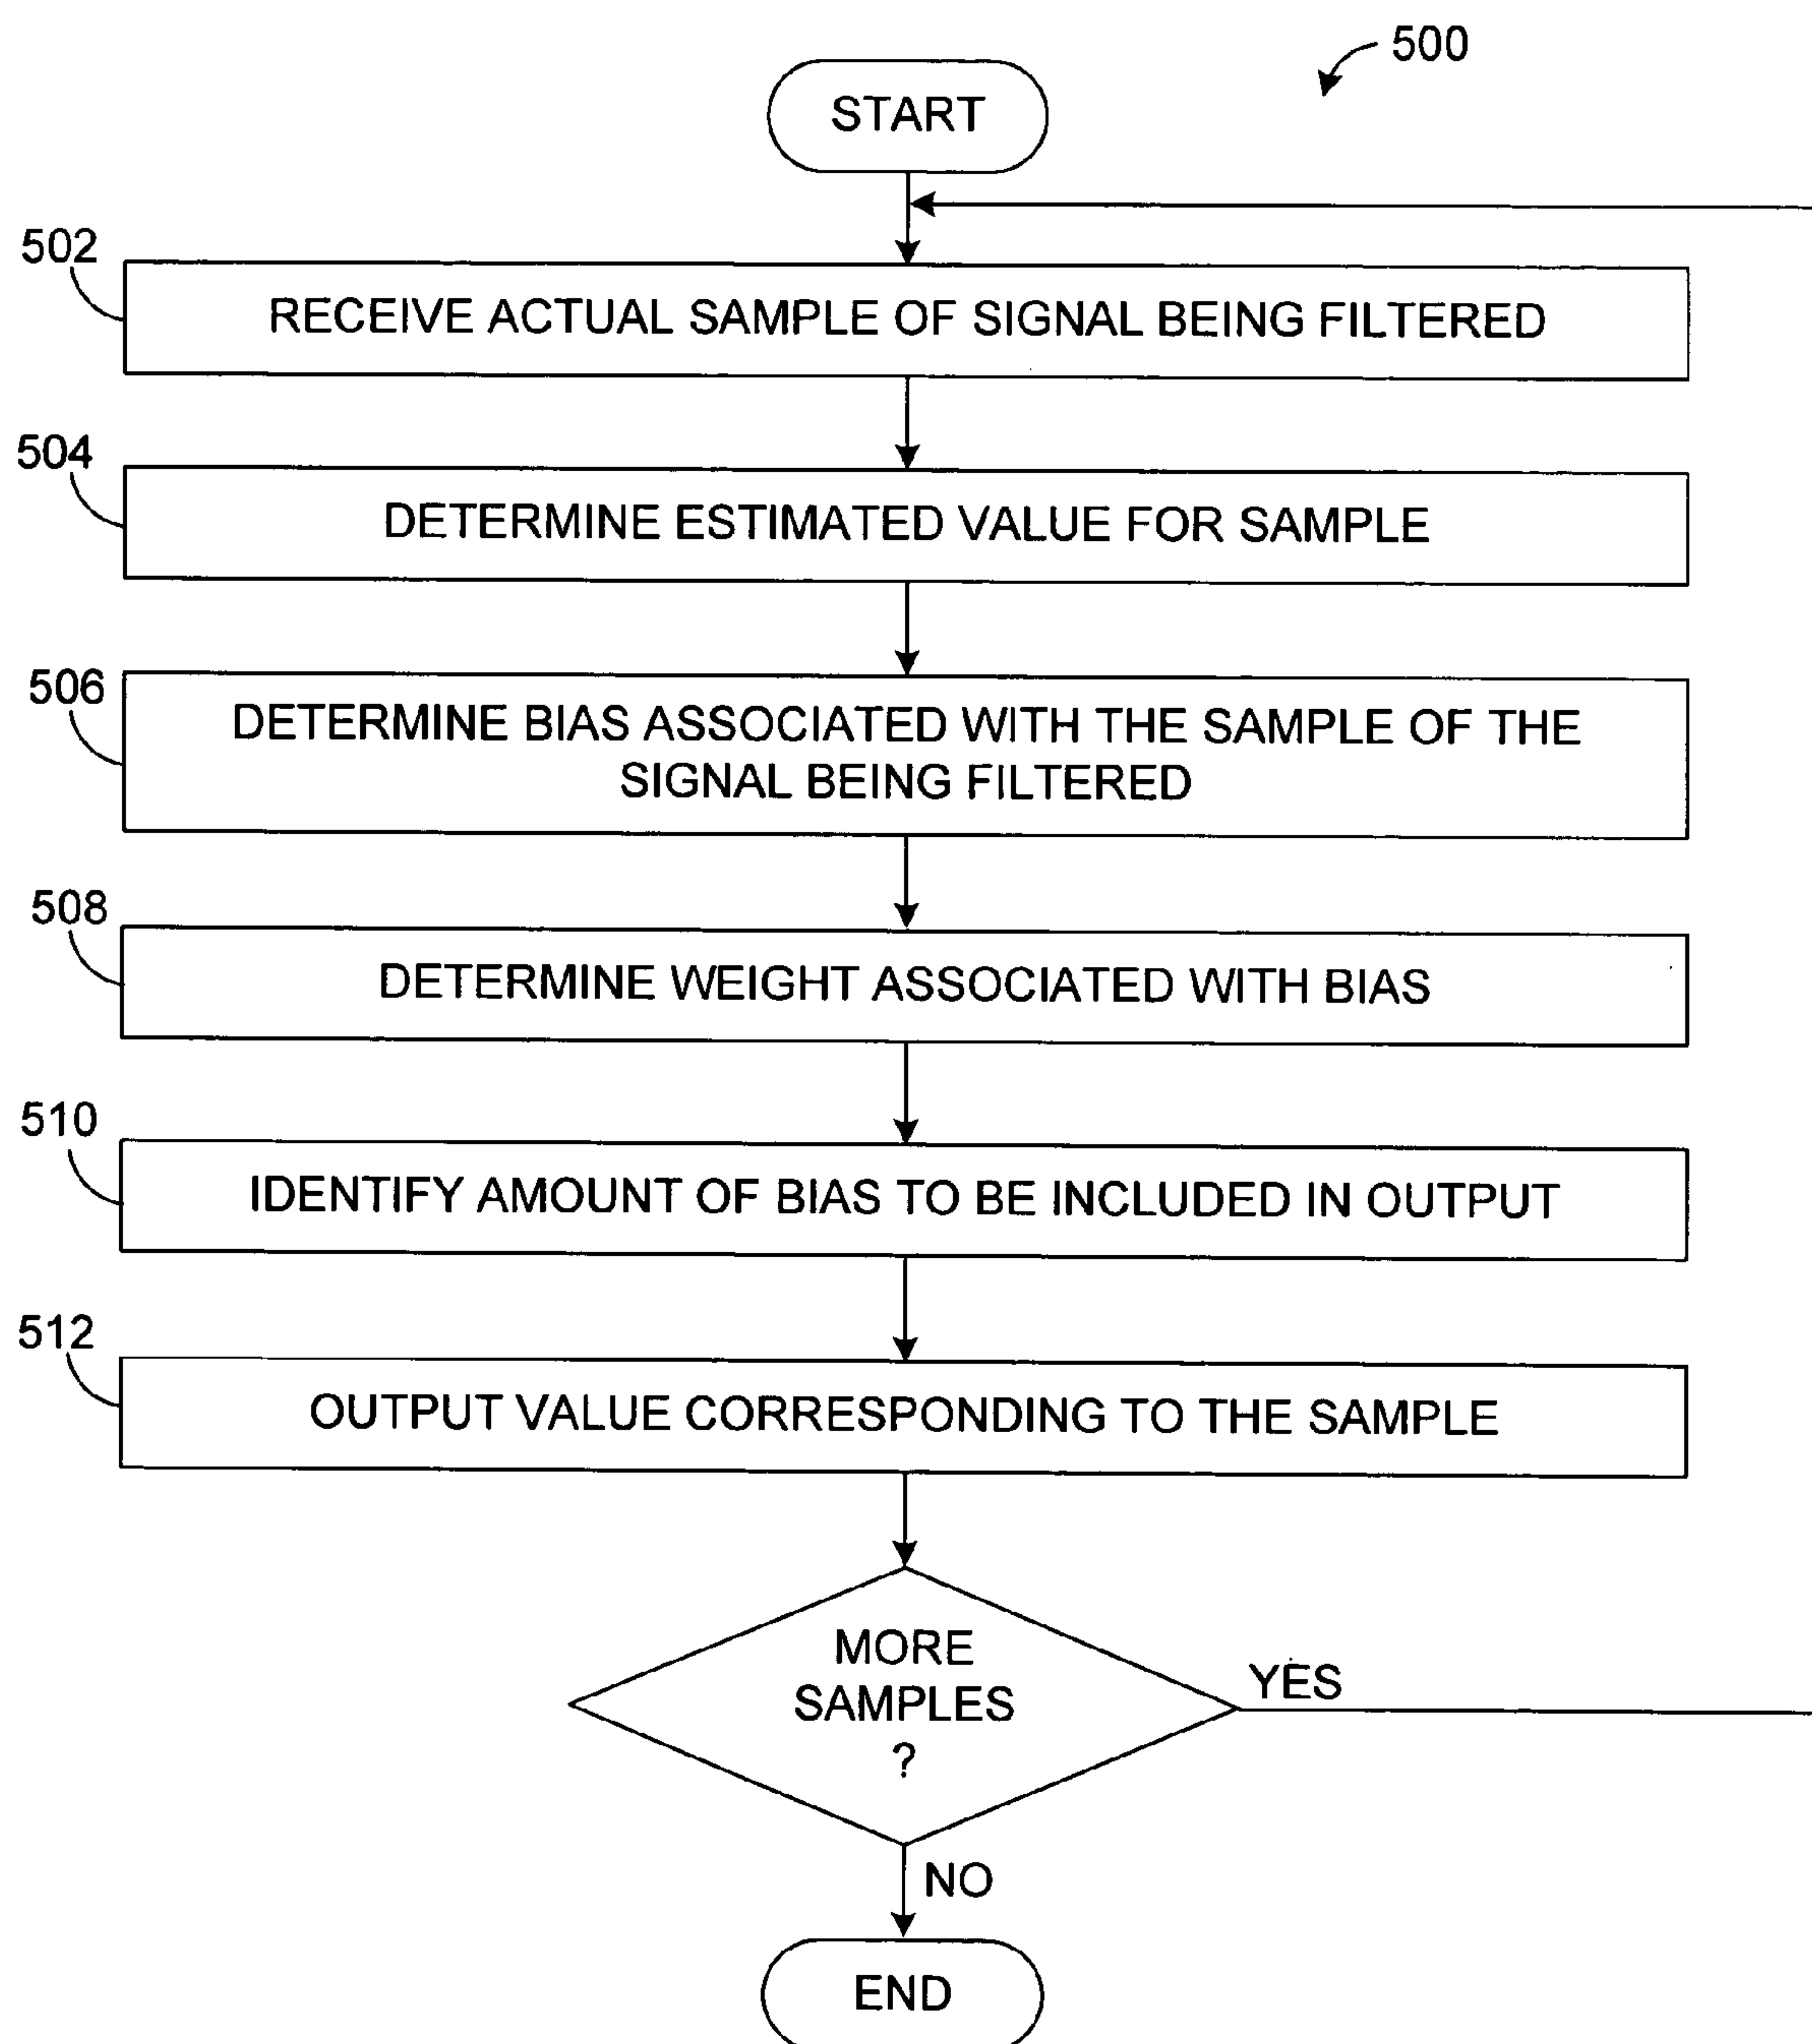 500
START
502
RECEIVE ACTUAL SAMPLE OF SIGNAL BEING FILTERED
504
DETERMINE ESTIMATED VALUE FOR SAMPLE
506
DETERMINE BIAS ASSOCIATED WITH THE SAMPLE OF THE
SIGNAL BEING FILTERED
508
DETERMINE WEIGHT ASSOCIATED WITH BIAS
510
IDENTIFY AMOUNT OF BIAS TO BE INCLUDED IN OUTPUT
512
OUTPUT VALUE CORRESPONDING TO THE SAMPLE
MORE
SAMPLES
?
YES
NO
END